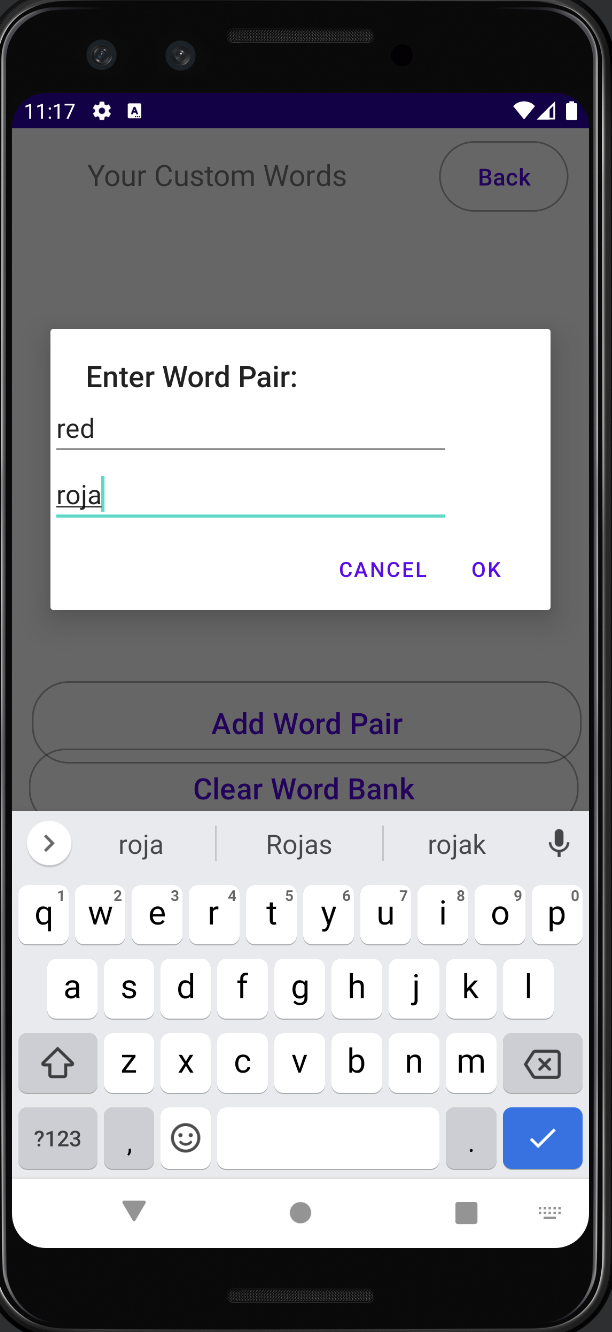 11:17
Your Custom Words
Back
Enter Word Pair:
red
roja
CANCEL
OK
Add Word Pair
Clear Word Bank
roja
Rojas
rojak
q 1 w 2 e 3 r 4 t 5 y 6 u 7 i 8 o 9 p 0
a s d f g h j k l
z x c v b n m
?123 , .